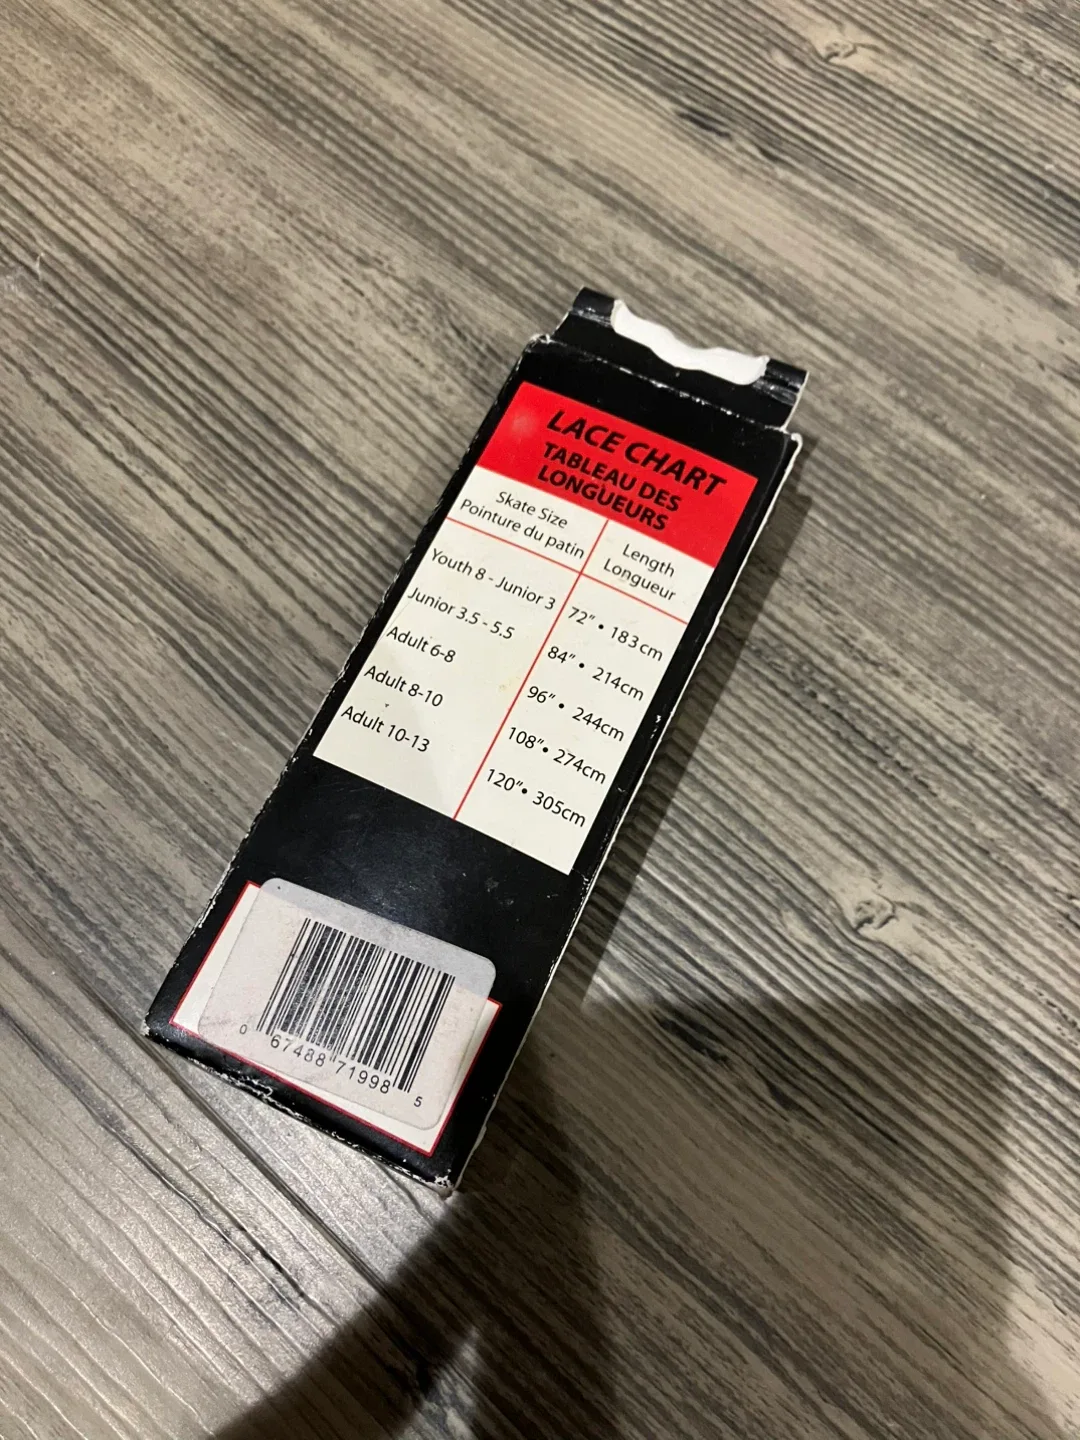 LACE CHART
TABLEAU DES
LONGUEURS
Skate Size
Pointure du patin
Length
Longueur
Youth 8 - Junior 3 72" • 183cm
Junior 3.5 - 5.5 84" • 214cm
Adult 6-8 96" • 244cm
Adult 8-10 108" • 274cm
Adult 10-13 120" • 305cm
0 67488 71998 5